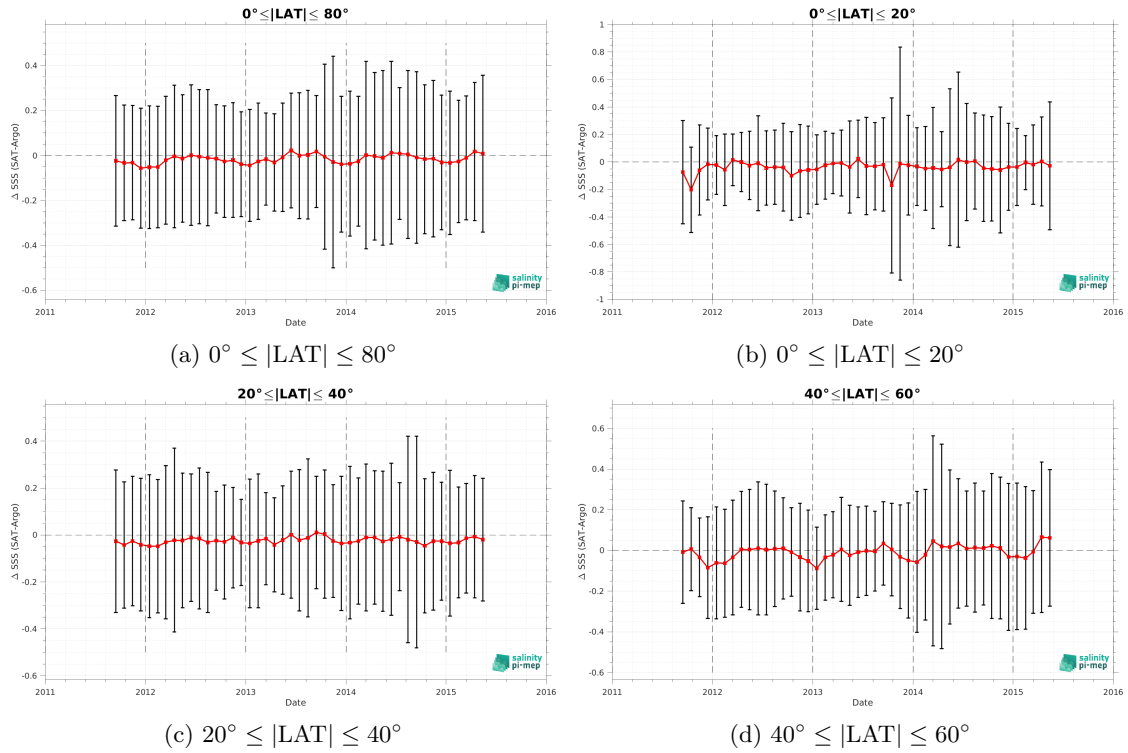 0°≤|LAT|≤ 80°
0.4
0.2
0
-0.2
-0.4
-0.6
Δ SSS (SAT-Argo)
2011
2012
2013
2014
2015
2016
Date
salinity
pi-mep
(a) 0° ≤ |LAT| ≤ 80°
0°≤|LAT|≤ 20°
1
0.8
0.6
0.4
0.2
0
-0.2
-0.4
-0.6
-0.8
-1
Δ SSS (SAT-Argo)
2011
2012
2013
2014
2015
2016
Date
salinity
pi-mep
(b) 0° ≤ |LAT| ≤ 20°
20°≤|LAT|≤ 40°
0.4
0.2
0
-0.2
-0.4
-0.6
Δ SSS (SAT-Argo)
2011
2012
2013
2014
2015
2016
Date
salinity
pi-mep
(c) 20° ≤ |LAT| ≤ 40°
40°≤|LAT|≤ 60°
0.6
0.4
0.2
0
-0.2
-0.4
-0.6
Δ SSS (SAT-Argo)
2011
2012
2013
2014
2015
2016
Date
salinity
pi-mep
(d) 40° ≤ |LAT| ≤ 60°